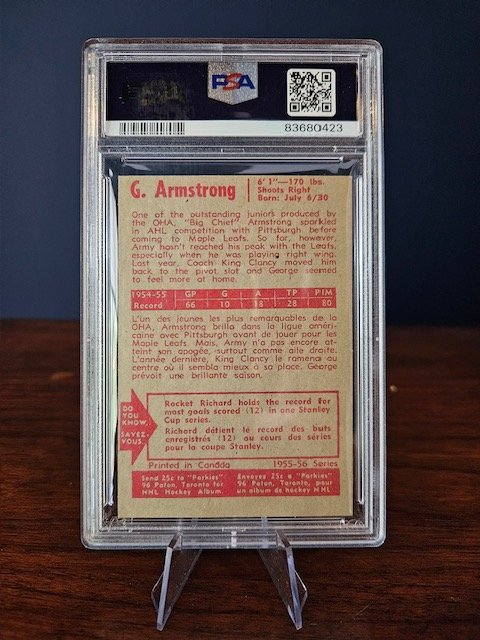 PSA
83680423
G. Armstrong
6' 1"—170 lbs.
Shoots Right
Born: July 6/30
One of the outstanding juniors produced by
the OHA, "Big Chief" Armstrong sparkled
in AHL competition with Pittsburgh before
coming to Maple Leafs. So far, however,
Army hasn't reached his peak with the Leafs,
especially when he was playing right wing.
Last year, Coach King Clancy moved him
back to the pivot slot and George seemed
to feel more at home.
1954-55 GP G A TP PIM
Record 66 10 18 28 80
L'un des jeunes les plus remarquables de la
OHA, Armstrong brilla dans la ligue améri-
caine avec Pittsburgh avant de jouer pour les
Maple Leafs. Mais, Army n'a pas encore at-
teint son apogée, surtout comme aile droite.
L'année dernière, King Clancy le ramena au
centre où il sembla mieux à sa place. George
prévoit une brillante saison.
DO
YOU
KNOW..
SAVEZ-
VOUS.
Rocket Richard holds the record for
most goals scored (12) in one Stanley
Cup series.
Richard détient le record des buts
enregistrés (12) au cours des séries
pour la coupe Stanley.
Printed in Canada 1955-56 Series
Send 25c to "Parkies"
96 Paton, Toronto for
NHL Hockey Album.
Envoyez 25c a "Parkies"
96 Paton, Toronto, pour
un album de hockey NHL